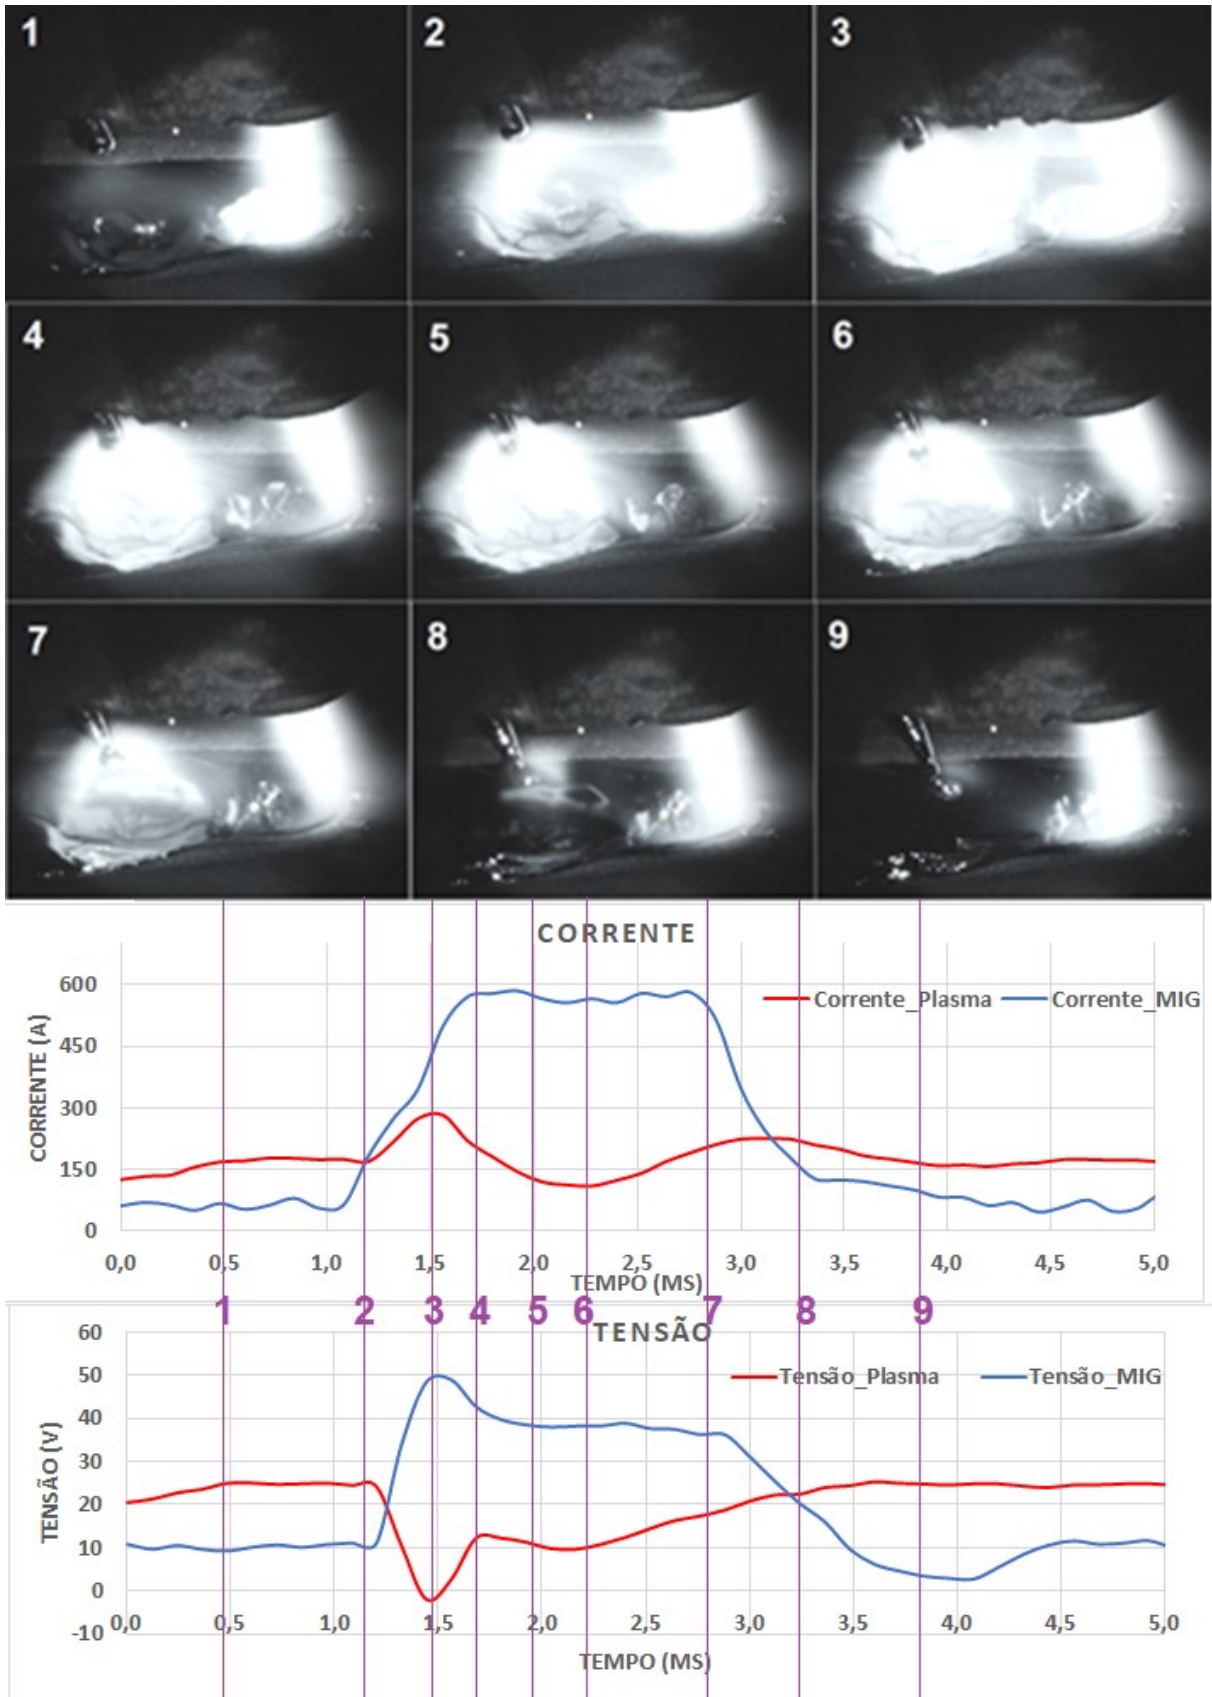 1 2 3
4 5 6
7 8 9
CORRENTE
600
450
300
150
0
CORRENTE (A)
Corrente_Plasma Corrente_MIG
0,0 0,5 1,0 1,5 2,0 2,5 3,0 3,5 4,0 4,5 5,0
TEMPO (MS)
1 2 3 4 5 6 7 8 9
TENSÃO
60
50
40
30
20
10
0
-10
TENSÃO (V)
Tensão_Plasma Tensão_MIG
0,0 0,5 1,0 1,5 2,0 2,5 3,0 3,5 4,0 4,5 5,0
TEMPO (MS)